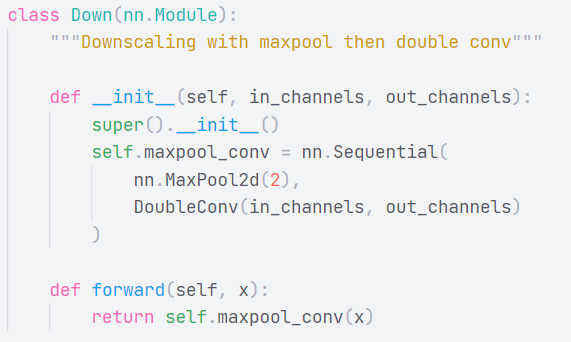 class Down(nn.Module):
    """Downscaling with maxpool then double conv"""

    def __init__(self, in_channels, out_channels):
        super().__init__()
        self.maxpool_conv = nn.Sequential(
            nn.MaxPool2d(2),
            DoubleConv(in_channels, out_channels)
        )

    def forward(self, x):
        return self.maxpool_conv(x)